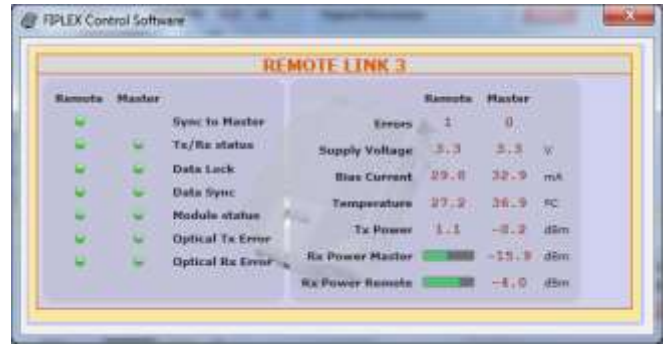 FIPLEX Control Software
REMOTE LINK 3
Remote Master
Sync to Master
Tx/Rx status
Data Lock
Data Sync
Module status
Optical Tx Error
Optical Rx Error
Remote Master
Errors 1 0
Supply Voltage 3.3 3.3 V
Bias Current 29.8 32.9 mA
Temperature 27.2 36.9 ºC
Tx Power 1.1 -0.2 dBm
Rx Power Master -15.9 dBm
Rx Power Remote -4.0 dBm